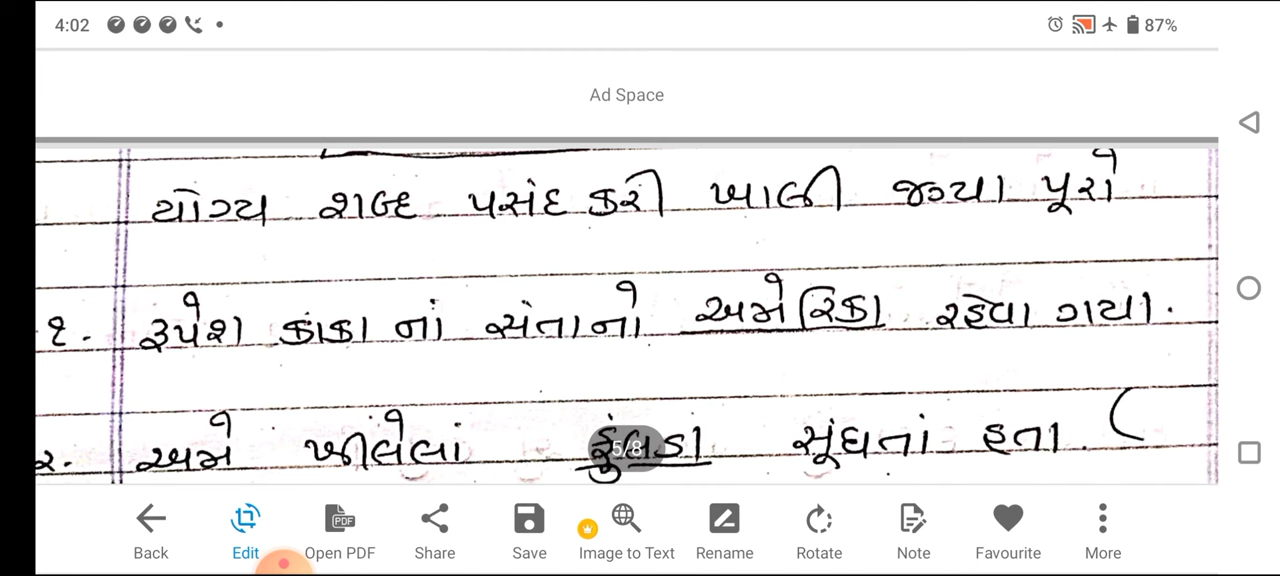 4:02 87%
Ad Space
યોગ્ય શબ્દ પસંદ કરી ખાલી જગ્યા પૂરો
૧. રૂપેશ કાકા નાં સંતાનો અમેરિકા રહેવા ગયા.
૨. અમે ખીલેલાં સૂંઘતાં હતા. (
5/8
Back Edit Open PDF Share Save Image to Text Rename Rotate Note Favourite More